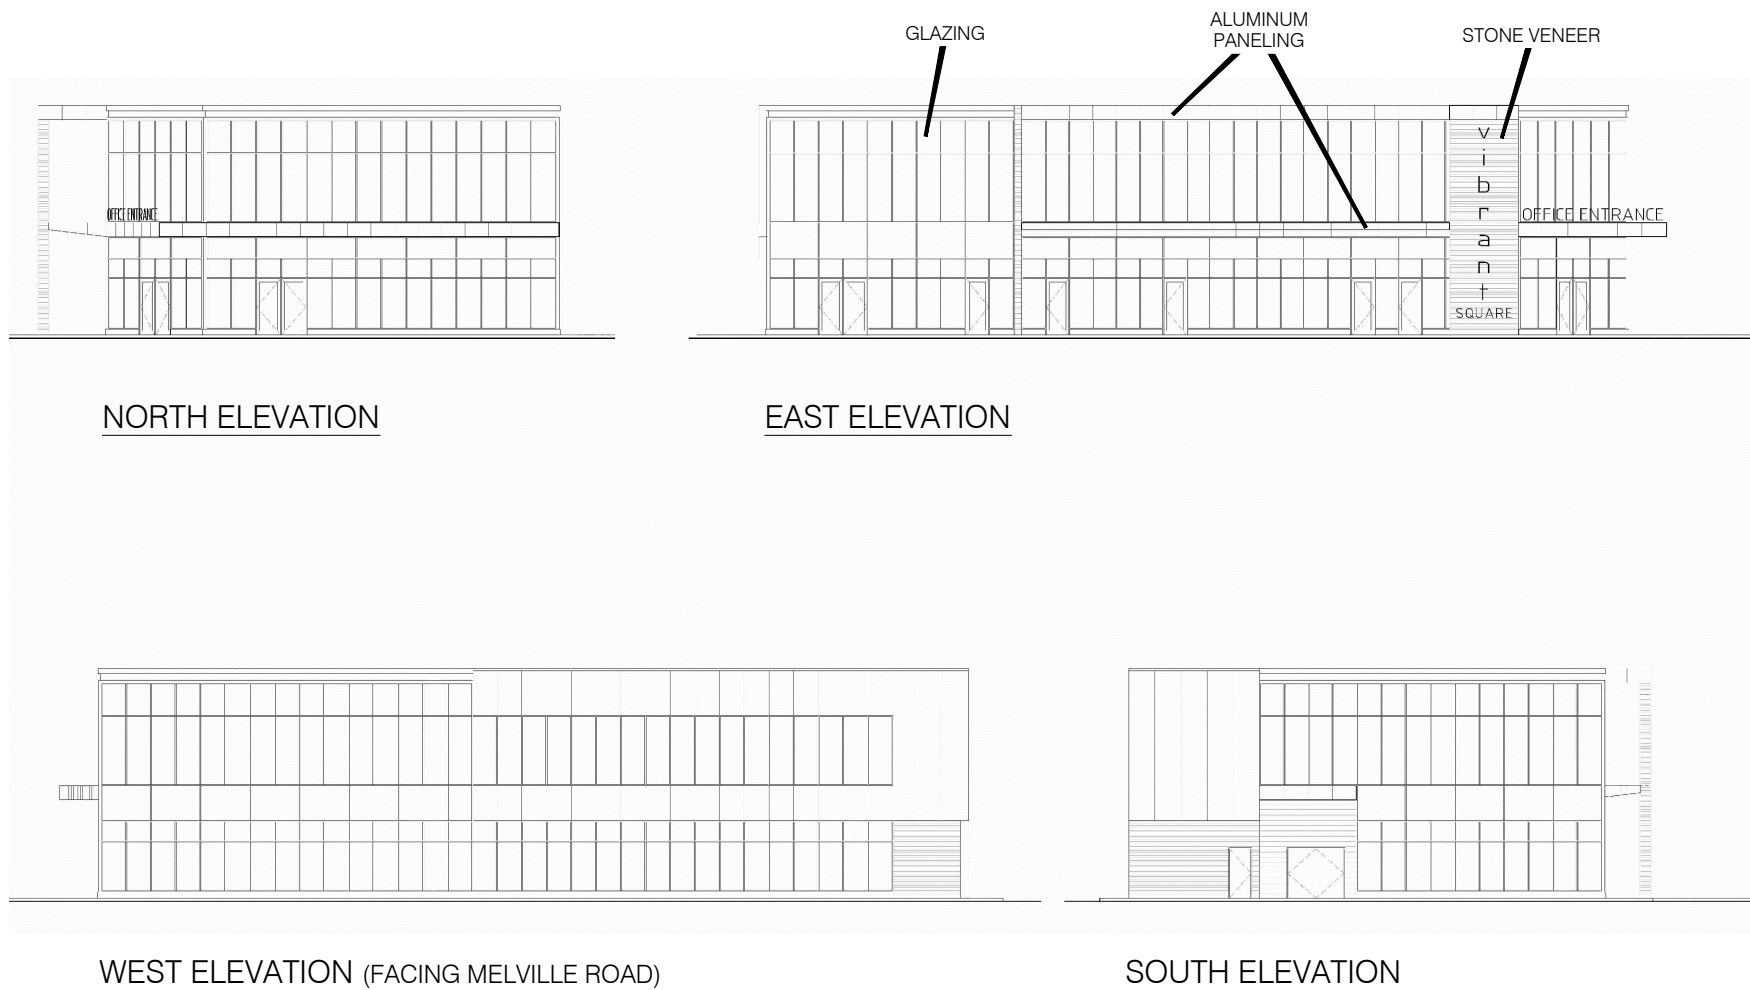 GLAZING
ALUMINUM
PANELING
STONE VENEER
vibrant
SQUARE
OFFICE ENTRANCE
OFFICE ENTRANCE
NORTH ELEVATION
EAST ELEVATION
WEST ELEVATION (FACING MELVILLE ROAD)
SOUTH ELEVATION